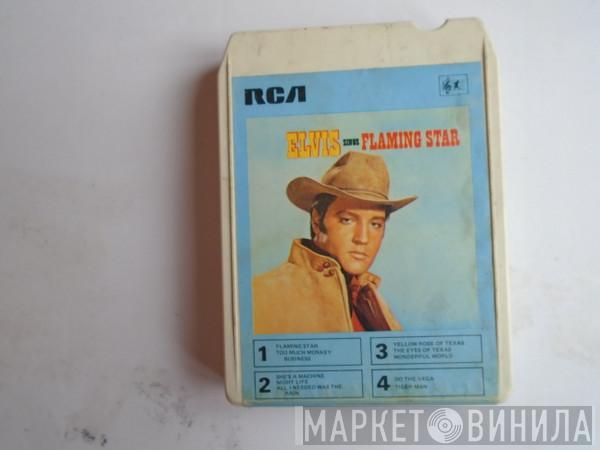 RCA
ELVIS SINGS FLAMING STAR
1 FLAMING STAR
TOO MUCH MONKEY
BUSINESS
2 SHE'S A MACHINE
NIGHT LIFE
ALL I NEEDED WAS THE
RAIN
3 YELLOW ROSE OF TEXAS
THE EYES OF TEXAS
WONDERFUL WORLD
4 DO THE VEGA
TIGER MAN
МАРКЕТ ВИНИЛА